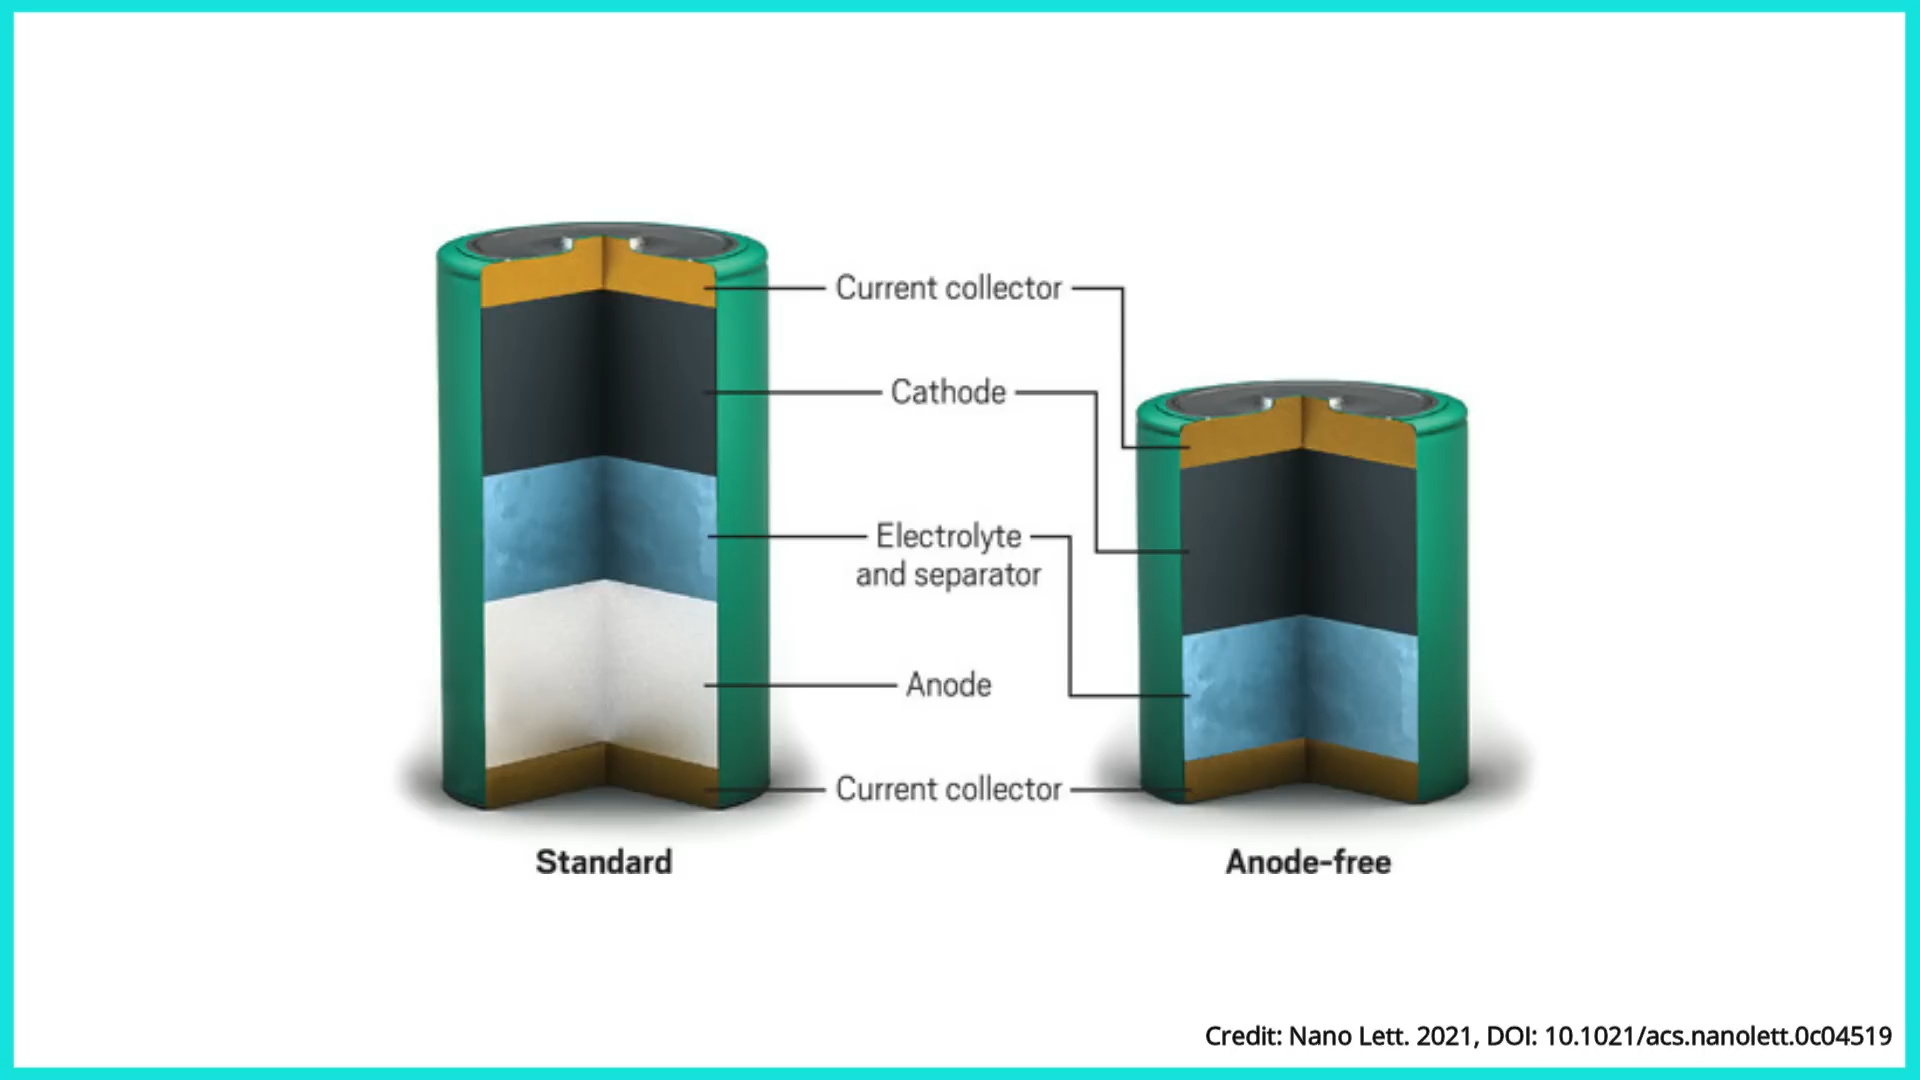 Current collector
Cathode
Electrolyte
and separator
Anode
Current collector
Standard
Anode-free
Credit: Nano Lett. 2021, DOI: 10.1021/acs.nanolett.0c04519